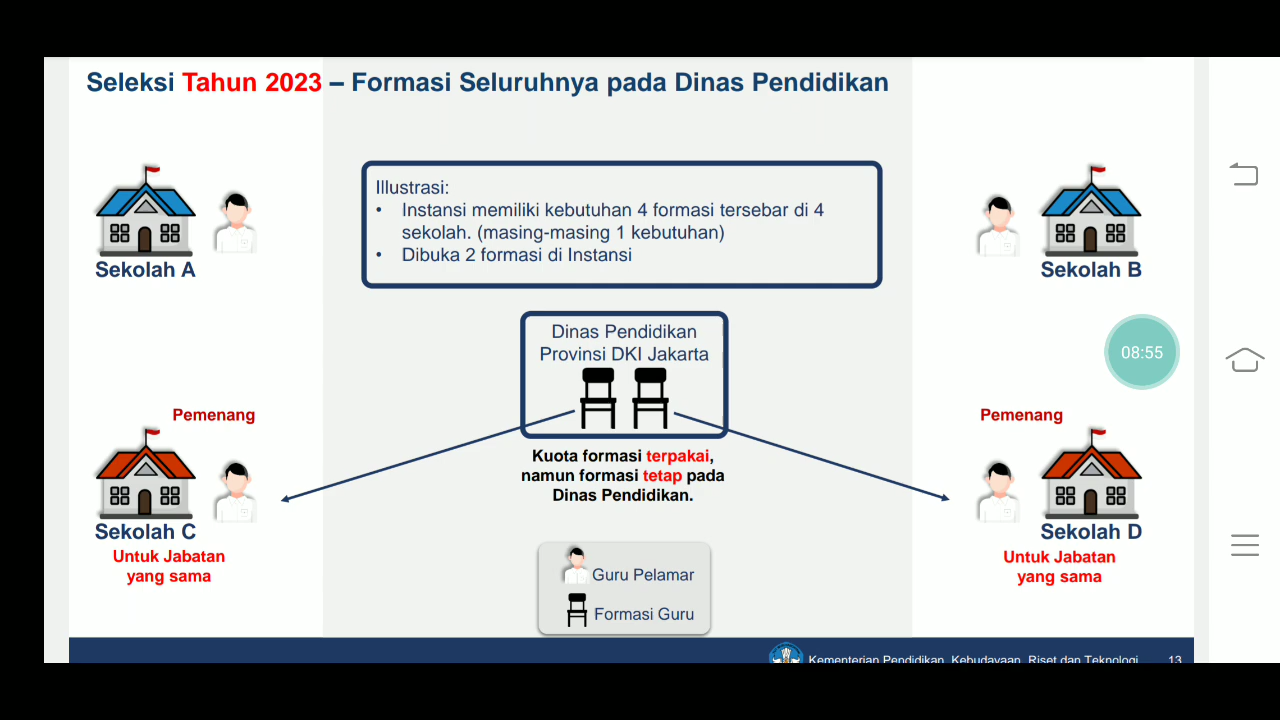 Seleksi Tahun 2023 – Formasi Seluruhnya pada Dinas Pendidikan
Illustrasi:
• Instansi memiliki kebutuhan 4 formasi tersebar di 4
sekolah. (masing-masing 1 kebutuhan)
• Dibuka 2 formasi di Instansi
Sekolah A
Sekolah B
Dinas Pendidikan
Provinsi DKI Jakarta
08:55
Pemenang
Pemenang
Kuota formasi terpakai,
namun formasi tetap pada
Dinas Pendidikan.
Sekolah C
Untuk Jabatan
yang sama
Sekolah D
Untuk Jabatan
yang sama
Guru Pelamar
Formasi Guru
Kementerian Pendidikan, Kebudayaan, Riset dan Teknologi
13